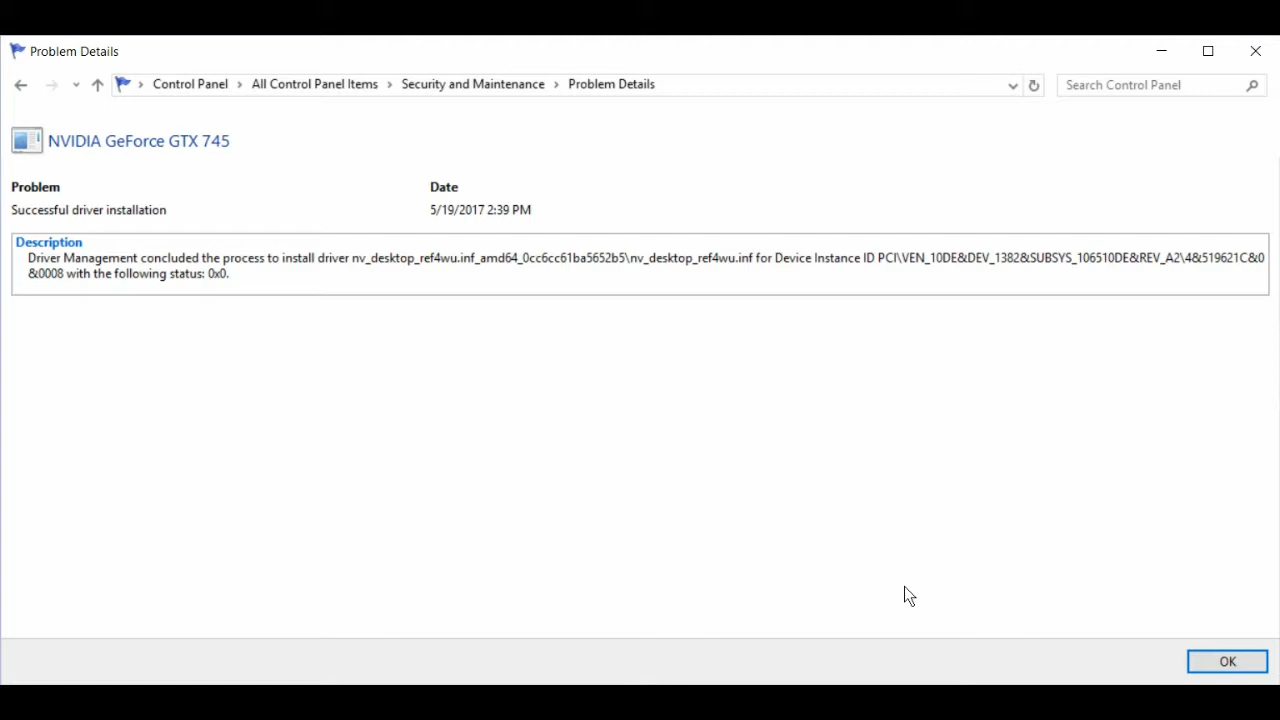 Problem Details
Control Panel > All Control Panel Items > Security and Maintenance > Problem Details
Search Control Panel
NVIDIA GeForce GTX 745
Problem Date
Successful driver installation 5/19/2017 2:39 PM
Description
Driver Management concluded the process to install driver nv_desktop_ref4wu.inf_amd64_0cc6cc61ba5652b5\nv_desktop_ref4wu.inf for Device Instance ID PCI\VEN_10DE&DEV_1382&SUBSYS_106510DE&REV_A2\4&519621C&0
&0008 with the following status: 0x0.
OK